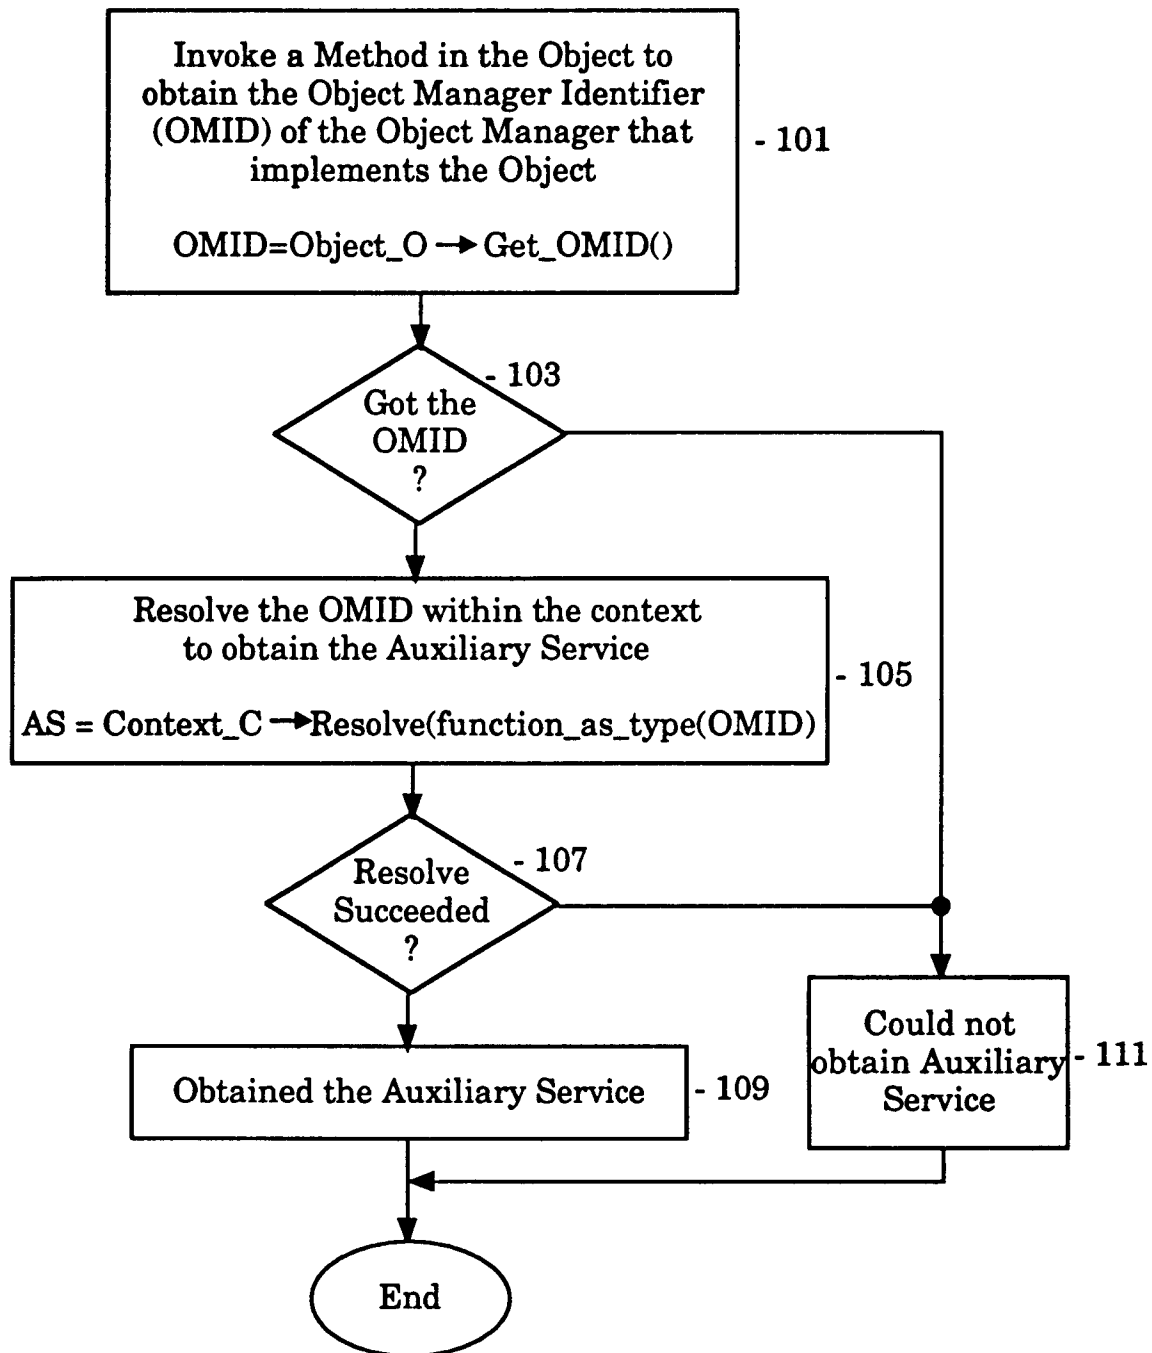 Invoke a Method in the Object to
obtain the Object Manager Identifier
(OMID) of the Object Manager that
implements the Object
OMID=Object_O → Get_OMID()
- 101
- 103
Got the
OMID
?
Resolve the OMID within the context
to obtain the Auxiliary Service
AS = Context_C →Resolve(function_as_type(OMID)
- 105
- 107
Resolve
Succeeded
?
Obtained the Auxiliary Service
- 109
Could not
obtain Auxiliary
Service
- 111
End